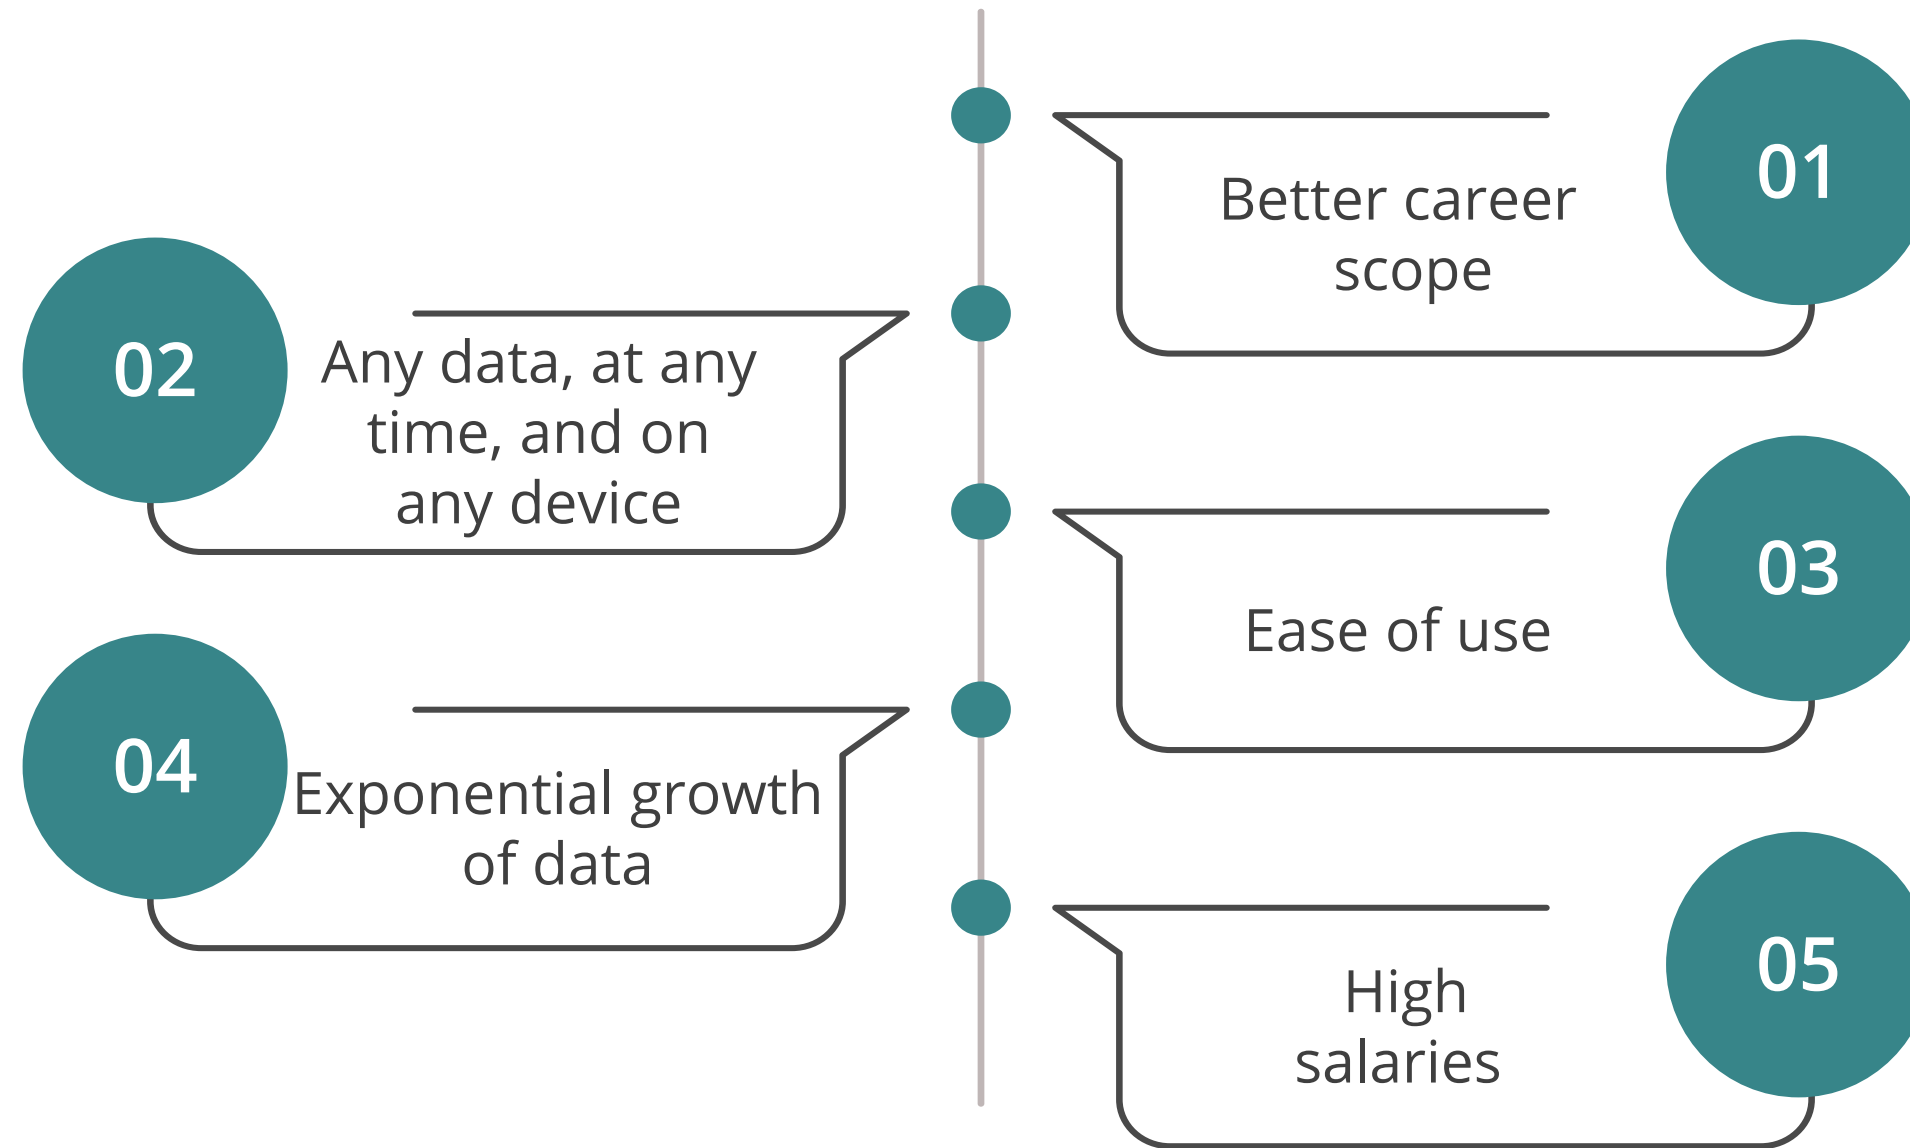 01
Better career
scope
02
Any data, at any
time, and on
any device
03
Ease of use
04
Exponential growth
of data
05
High
salaries